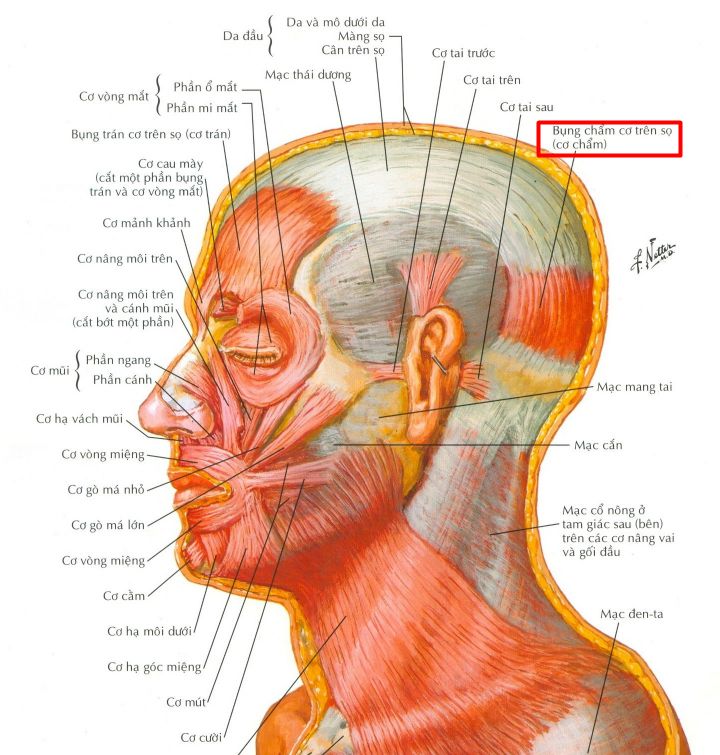 Da đầu
Da và mô dưới da
Màng sọ
Cân trên sọ
Cơ tai trước
Mạc thái dương
Cơ tai trên
Cơ vòng mắt
Phần ổ mắt
Phần mi mắt
Cơ tai sau
Bụng trán cơ trên sọ (cơ trán)
Bụng chẩm cơ trên sọ
(cơ chẩm)
Cơ cau mày
(cắt một phần bụng
trán và cơ vòng mắt)
Cơ mảnh khảnh
F. Netter
M.D.
Cơ nâng môi trên
Cơ nâng môi trên
và cánh mũi
(cắt bớt một phần)
Cơ mũi
Phần ngang
Phần cánh
Mạc mang tai
Cơ hạ vách mũi
Mạc cắn
Cơ vòng miệng
Cơ gò má nhỏ
Cơ gò má lớn
Mạc cổ nông ở
tam giác sau (bên)
trên các cơ nâng vai
và gối đầu
Cơ vòng miệng
Cơ cằm
Mạc đen-ta
Cơ hạ môi dưới
Cơ hạ góc miệng
Cơ mút
Cơ cười